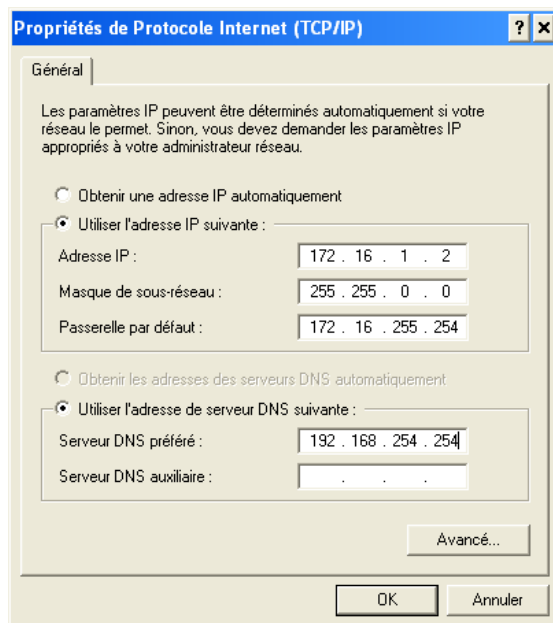 Propriétés de Protocole Internet (TCP/IP)
Général
Les paramètres IP peuvent être déterminés automatiquement si votre
réseau le permet. Sinon, vous devez demander les paramètres IP
appropriés à votre administrateur réseau.
Obtenir une adresse IP automatiquement
Utiliser l'adresse IP suivante :
Adresse IP : 172 . 16 . 1 . 2
Masque de sous-réseau : 255 . 255 . 0 . 0
Passerelle par défaut : 172 . 16 . 255 . 254
Obtenir les adresses des serveurs DNS automatiquement
Utiliser l'adresse de serveur DNS suivante :
Serveur DNS préféré : 192 . 168 . 254 . 254
Serveur DNS auxiliaire : . . .
Avancé...
OK Annuler